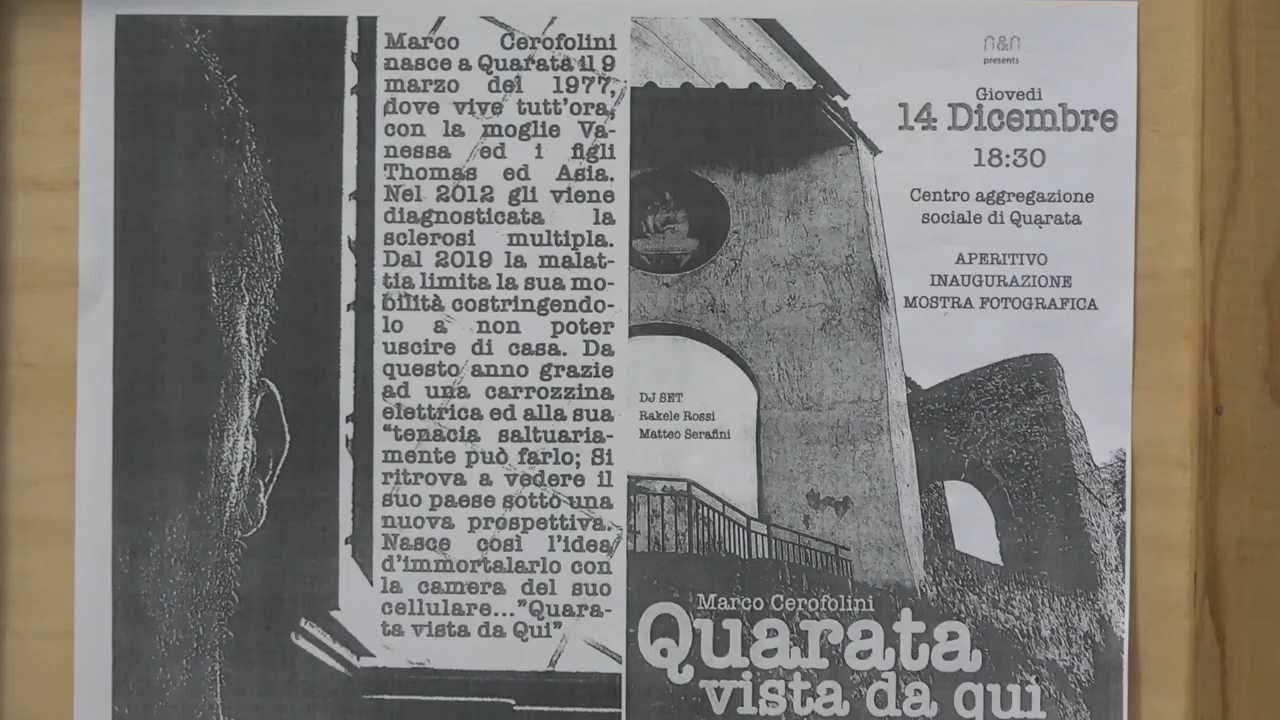 Marco Cerofolini
nasce a Quarata il 9
marzo del 1977,
dove vive tutt'ora,
con la moglie Va-
nessa ed i figli
Thomas ed Asia.
Nel 2012 gli viene
diagnosticata la
sclerosi multipla.
Dal 2019 la malat-
tia limita la sua mo-
bilità costringendo-
lo a non poter
uscire di casa. Da
questo anno grazie
ad una carrozzina
elettrica ed alla sua
“tenacia saltuaria-
mente può farlo; Si
ritrova a vedere il
suo paese sotto una
nuova prospettiva.
Nasce così l'idea
d'immortalarlo con
la camera del suo
cellulare...”Quara-
ta vista da Qui”
n&n
presents
Giovedì
14 Dicembre
18:30
Centro aggregazione
sociale di Quarata
APERITIVO
INAUGURAZIONE
MOSTRA FOTOGRAFICA
DJ SET
Rakele Rossi
Matteo Serafini
Marco Cerofolini
Quarata
vista da qui